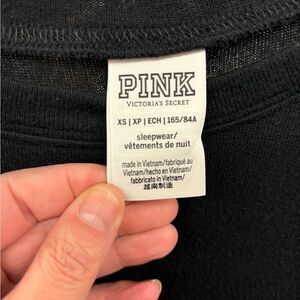 PINK
VICTORIA'S SECRET
XS | XP | ECH | 165/84A
sleepwear/
vêtements de nuit
made in Vietnam/fabriqué au
Vietnam/hecho en Vietnam/
fabbricato in Vietnam/
越南制造